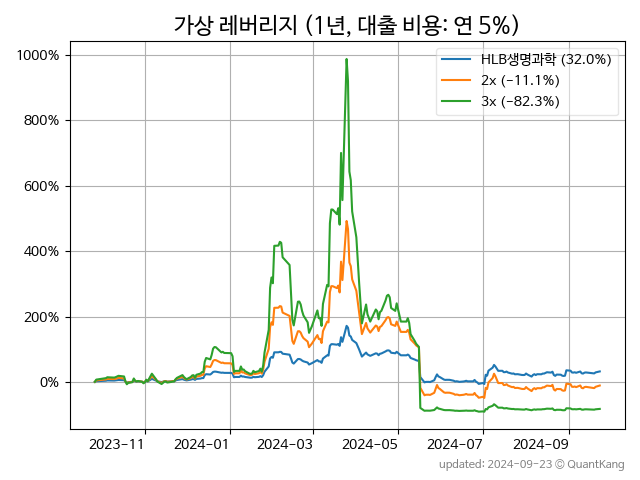 가상 레버리지 (1년, 대출 비용: 연 5%)
1000%
800%
600%
400%
200%
0%
HLB생명과학 (32.0%)
2x (-11.1%)
3x (-82.3%)
2023-11
2024-01
2024-03
2024-05
2024-07
2024-09
updated: 2024-09-23 © QuantKang